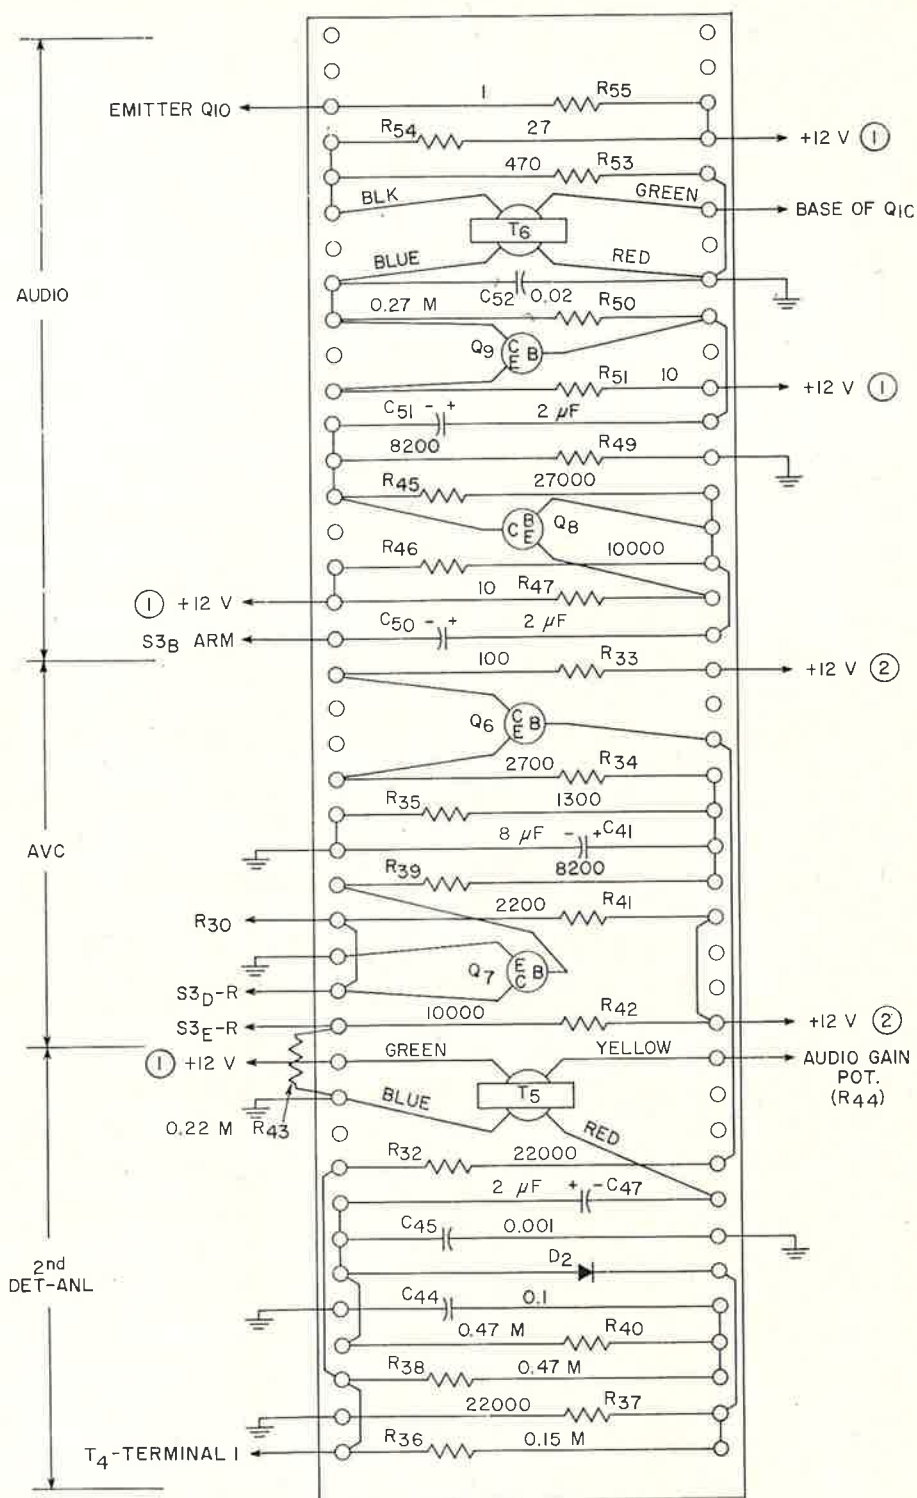 1 R55
EMITTER Q10
R54 27
+12 V 1
470 R53
BLK GREEN
BASE OF Q1C
T6
BLUE RED
AUDIO
C52 0.02
0.27 M R50
Q9 C E B
R51 10
+12 V 1
C51 - + 2 µF
8200 R49
R45 27000
C B E Q8
R46 10000
1 +12 V
10 R47
S3B ARM
C50 - + 2 µF
100 R33
+12 V 2
Q6 C E B
2700 R34
R35 1300
8 µF - + C41
AVC
R39 8200
R30
2200 R41
Q7 E C B
S3D-R
10000 R42
S3E-R
+12 V 2
1 +12 V
GREEN YELLOW
AUDIO GAIN
POT.
(R44)
T5
BLUE
0.22 M R43
RED
R32 22000
2 µF + - C47
C45 0.001
2nd
DET-ANL
D2
C44 0.1
0.47 M R40
R38 0.47 M
22000 R37
T4-TERMINAL 1
R36 0.15 M